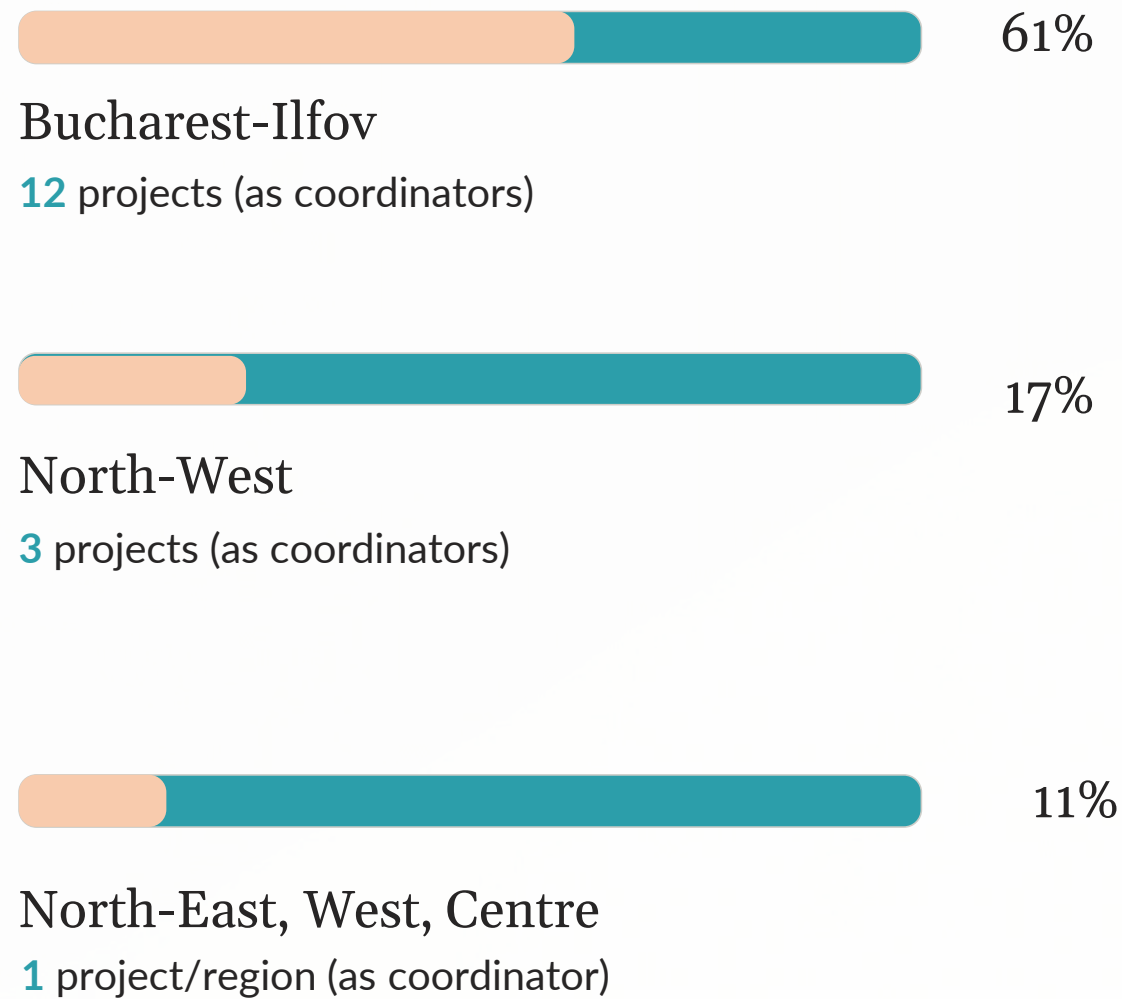 61%
Bucharest-Ilfov
12 projects (as coordinators)
17%
North-West
3 projects (as coordinators)
11%
North-East, West, Centre
1 project/region (as coordinator)